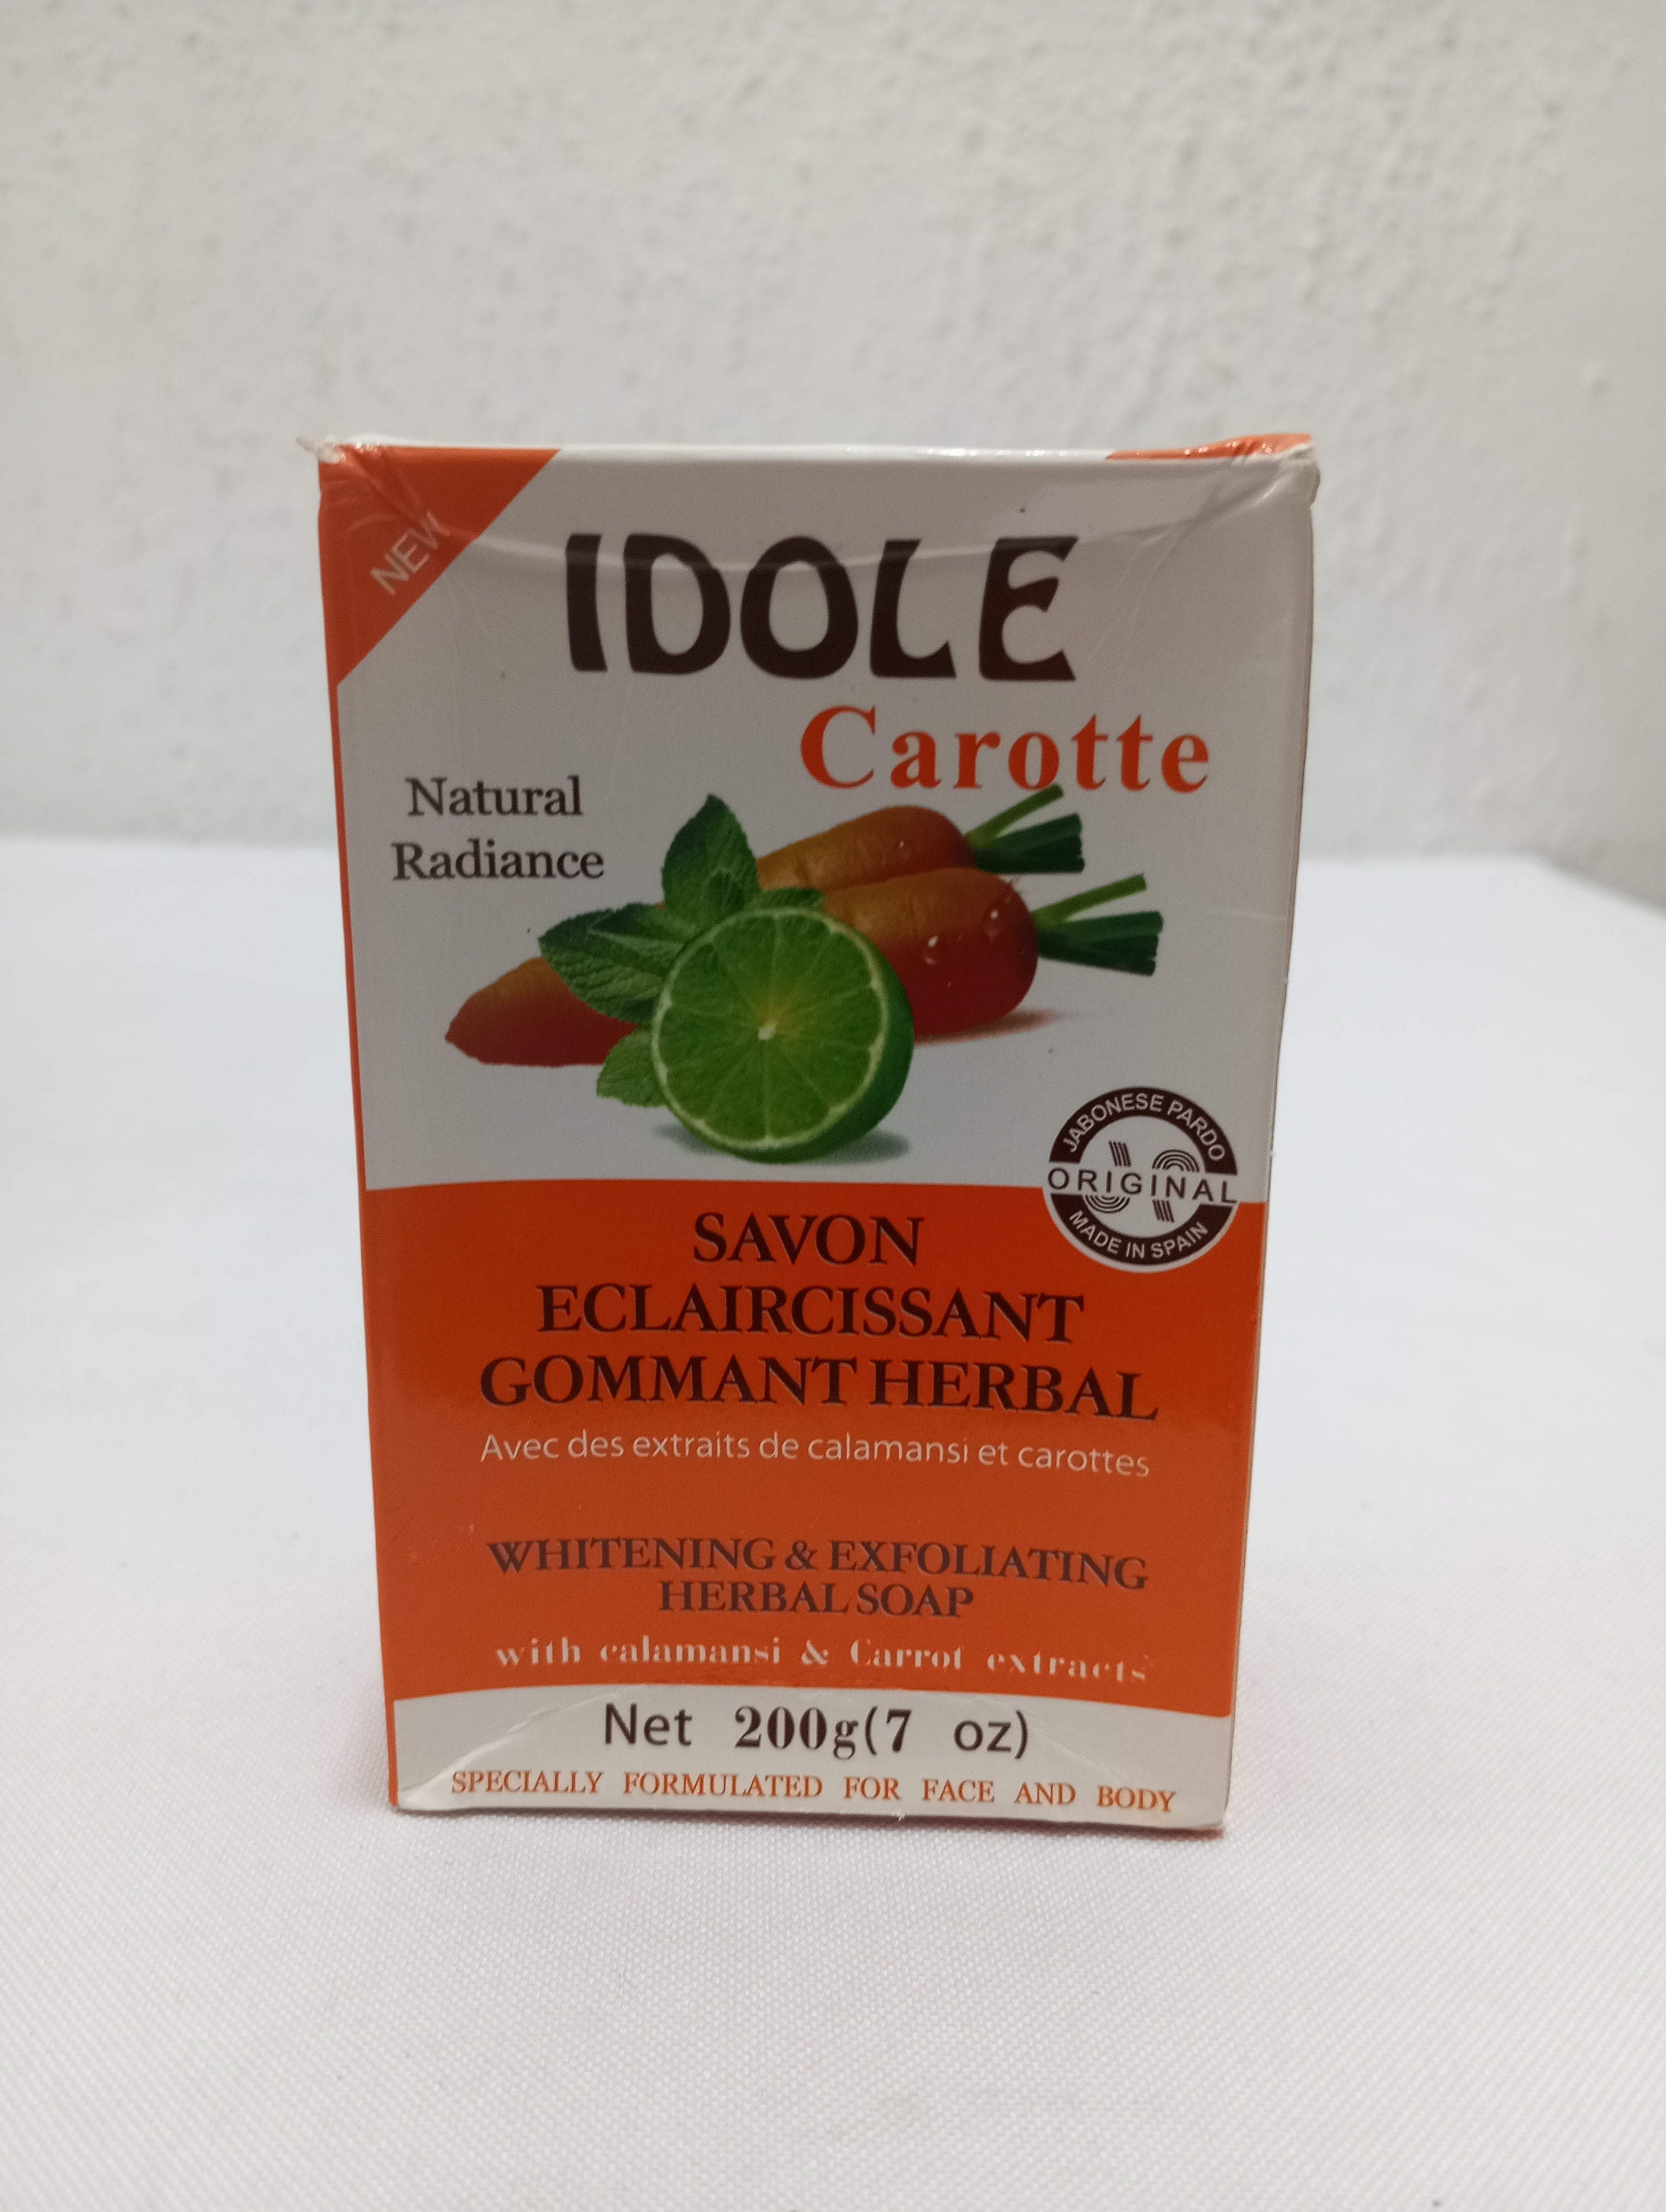 NEW
IDOLE
Carotte
Natural
Radiance
JABONESE PARDO
JP
ORIGINAL
MADE IN SPAIN
SAVON
ECLAIRCISSANT
GOMMANT HERBAL
Avec des extraits de calamansi et carottes
WHITENING & EXFOLIATING
HERBAL SOAP
with calamansi & Carrot extracts
Net 200g(7 oz)
SPECIALLY FORMULATED FOR FACE AND BODY